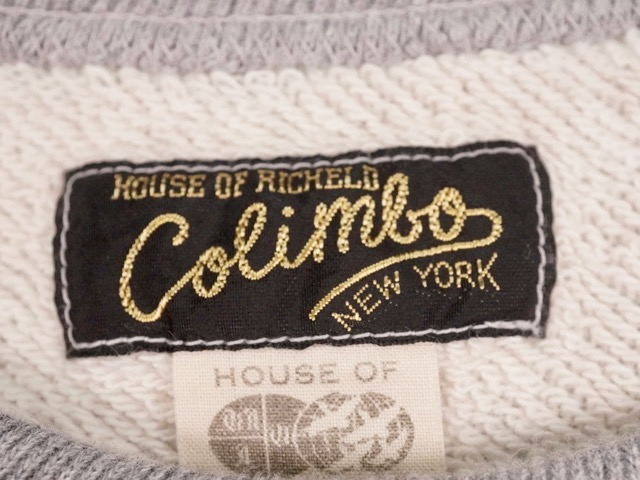 HOUSE OF RICHELD
Colimbo
NEW YORK
HOUSE OF